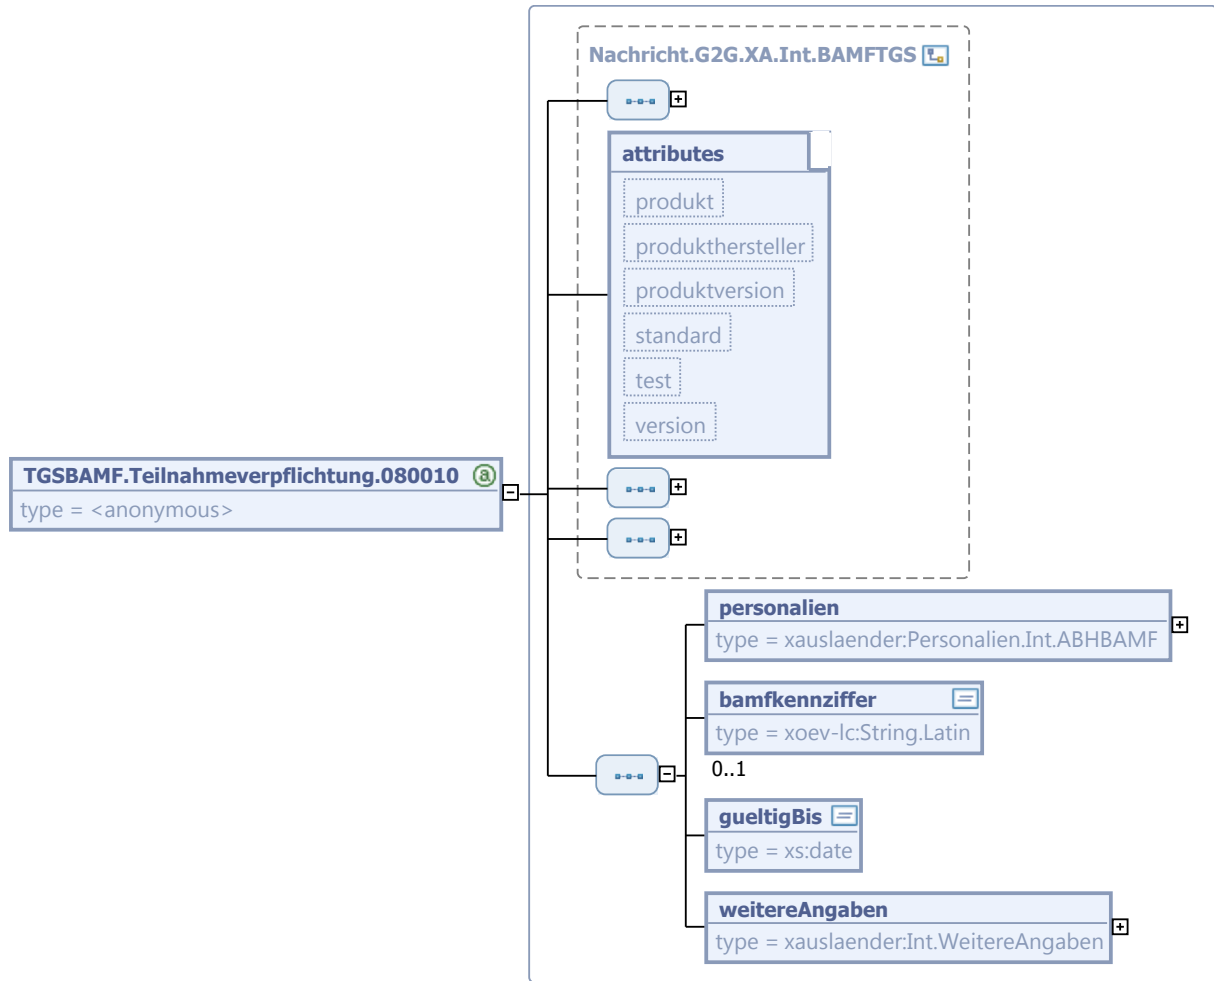 Nachricht.G2G.XA.Int.BAMFTGS
attributes
produkt
produkthersteller
produktversion
standard
test
version
TGSBAMF.Teilnahmeverpflichtung.080010 @
type = <anonymous>
personalien
type = xauslaender:Personalien.Int.ABHBAMF
bamfkennziffer
type = xoev-lc:String.Latin
0..1
gueltigBis
type = xs:date
weitereAngaben
type = xauslaender:Int.WeitereAngaben